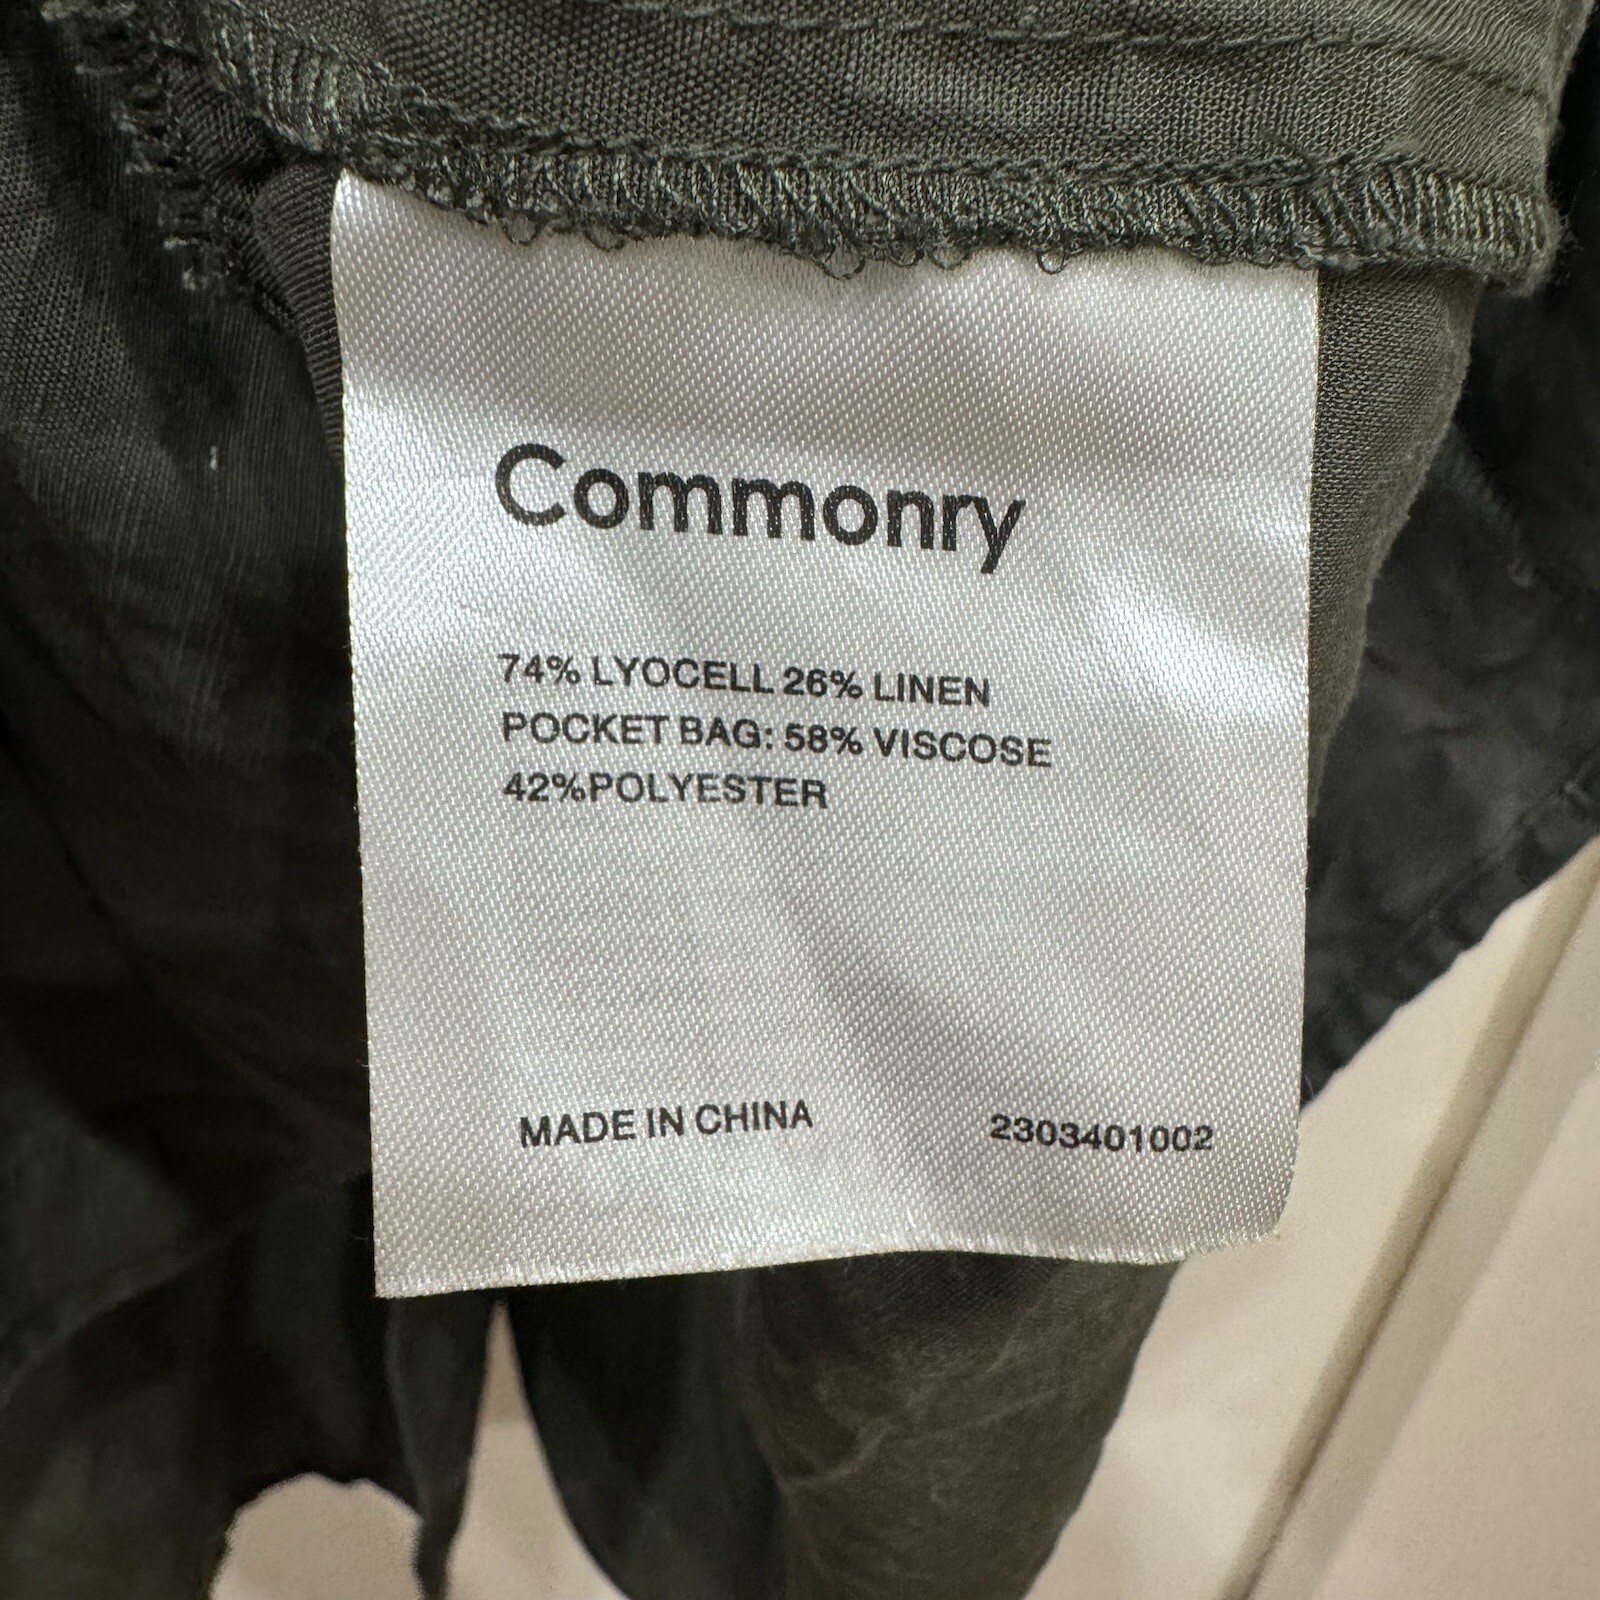 Commonry
74% LYOCELL 26% LINEN
POCKET BAG: 58% VISCOSE
42%POLYESTER
MADE IN CHINA 2303401002